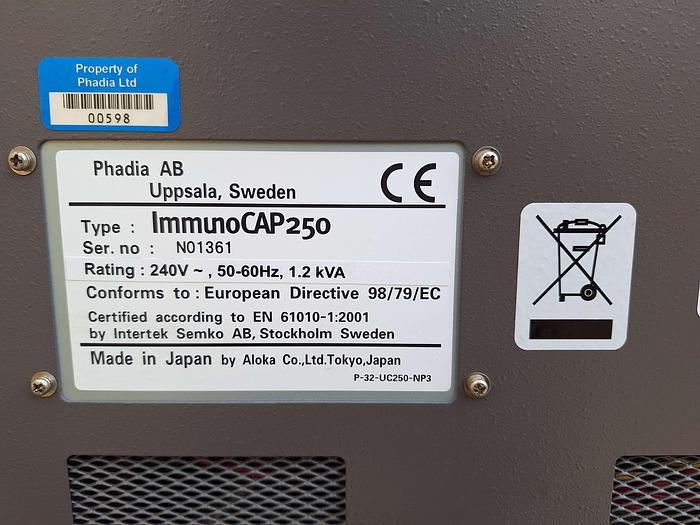 Property of
Phadia Ltd
00598
Phadia AB
Uppsala, Sweden
CE
Type : ImmunoCAP250
Ser. no : N01361
Rating : 240V ~ , 50-60Hz, 1.2 kVA
Conforms to : European Directive 98/79/EC
Certified according to EN 61010-1:2001
by Intertek Semko AB, Stockholm Sweden
Made in Japan by Aloka Co.,Ltd.Tokyo,Japan
P-32-UC250-NP3